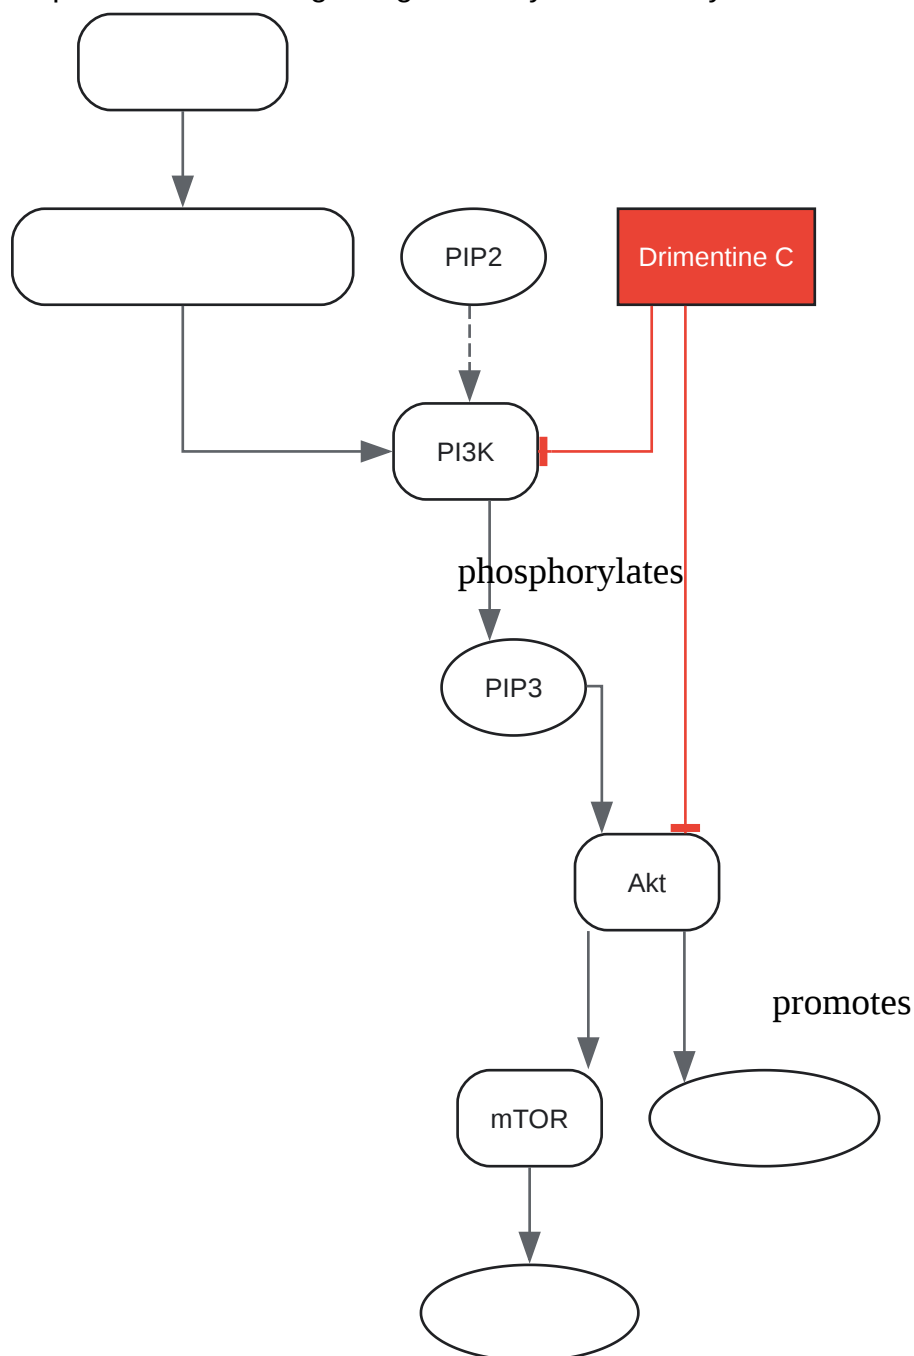 PIP2
Drimentine C
PI3K
phosphorylates
PIP3
Akt
promotes
mTOR